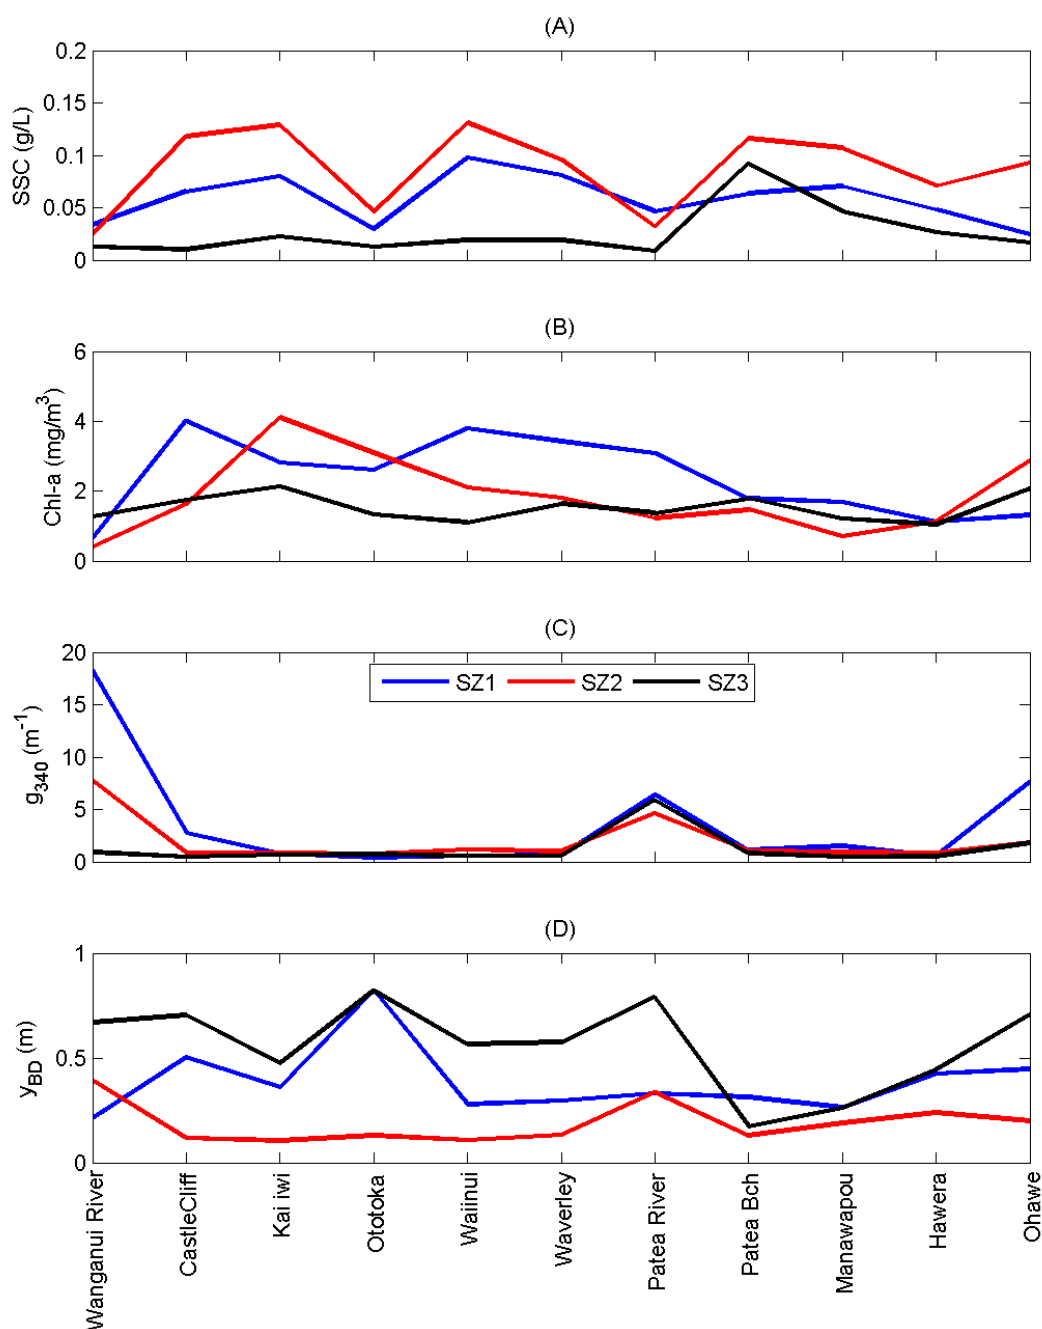 (A)
0.2
0.15
0.1
0.05
0
SSC (g/L)
(B)
6
4
2
0
Chl-a (mg/m³)
(C)
20
15
10
5
0
g₃₄₀ (m⁻¹)
SZ1 SZ2 SZ3
(D)
1
0.5
0
y_BD (m)
Wanganui River
CastleCliff
Kai iwi
Ototoka
Waiinui
Waverley
Patea River
Patea Bch
Manawapou
Hawera
Ohawe